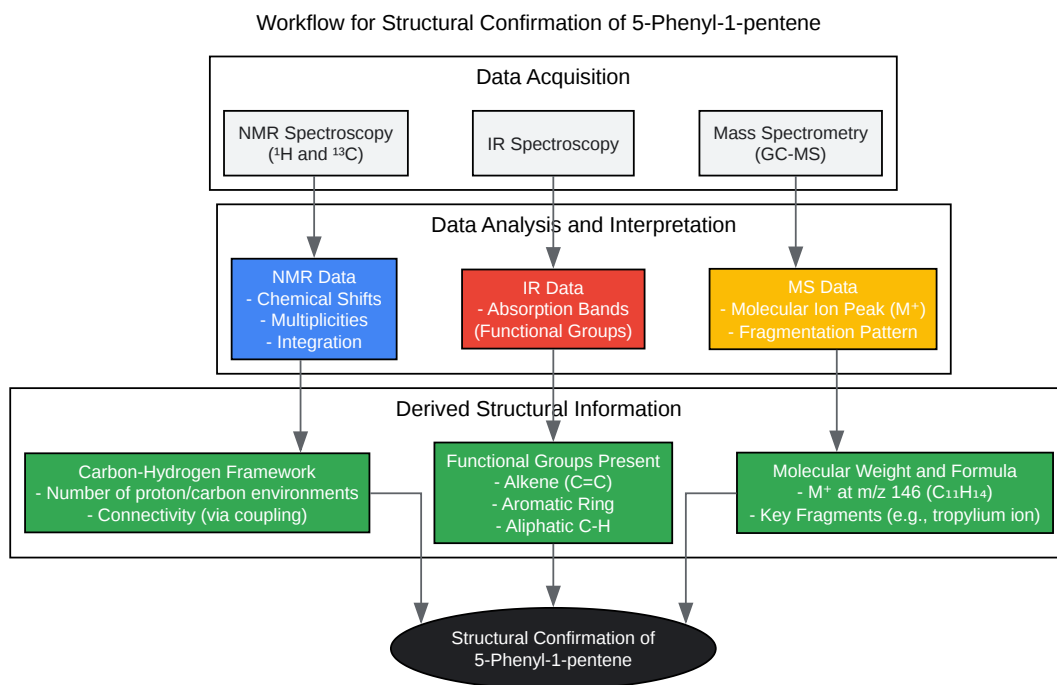 Workflow for Structural Confirmation of 5-Phenyl-1-pentene
Data Acquisition
NMR Spectroscopy
(¹H and ¹³C)
IR Spectroscopy
Mass Spectrometry
(GC-MS)
Data Analysis and Interpretation
NMR Data
- Chemical Shifts
- Multiplicities
- Integration
IR Data
- Absorption Bands
(Functional Groups)
MS Data
- Molecular Ion Peak (M⁺)
- Fragmentation Pattern
Derived Structural Information
Carbon-Hydrogen Framework
- Number of proton/carbon environments
- Connectivity (via coupling)
Functional Groups Present
- Alkene (C=C)
- Aromatic Ring
- Aliphatic C-H
Molecular Weight and Formula
- M⁺ at m/z 146 (C₁₁H₁₄)
- Key Fragments (e.g., tropylium ion)
Structural Confirmation of
5-Phenyl-1-pentene